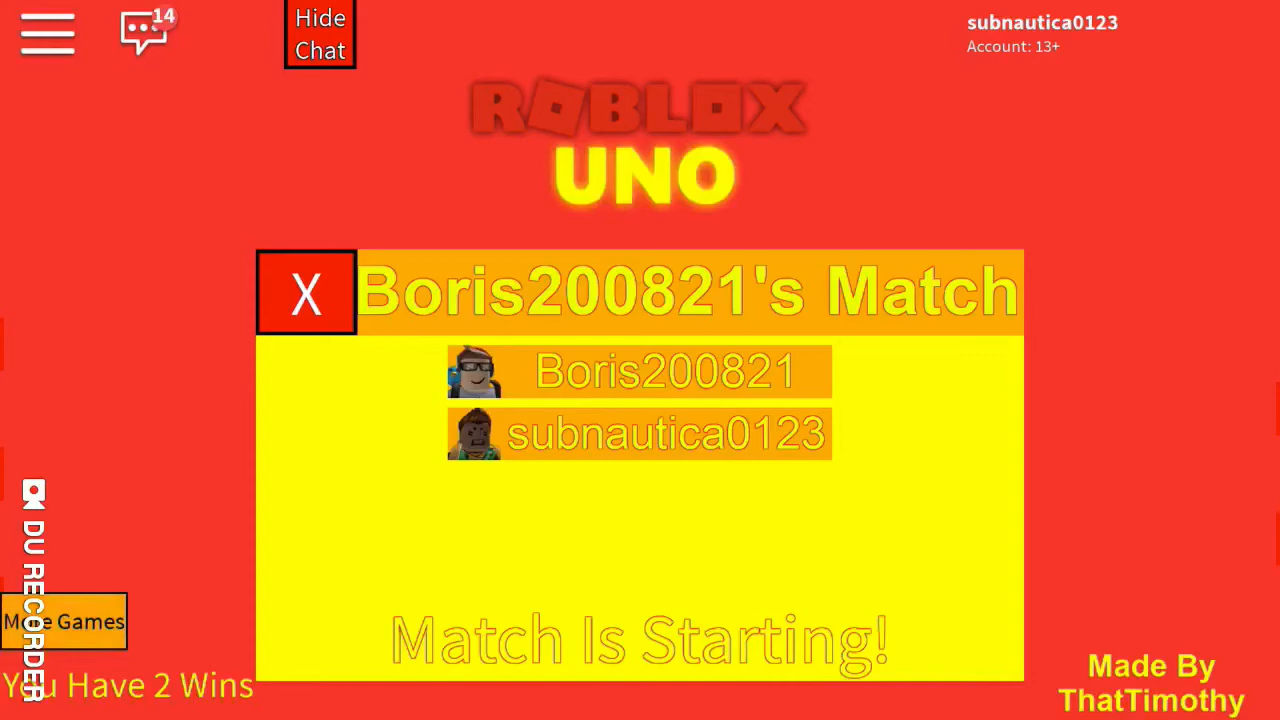 14
Hide
Chat
subnautica0123
Account: 13+
ROBLOX
UNO
X
Boris200821's Match
Boris200821
subnautica0123
Match Is Starting!
DU RECORDER
More Games
You Have 2 Wins
Made By
ThatTimothy